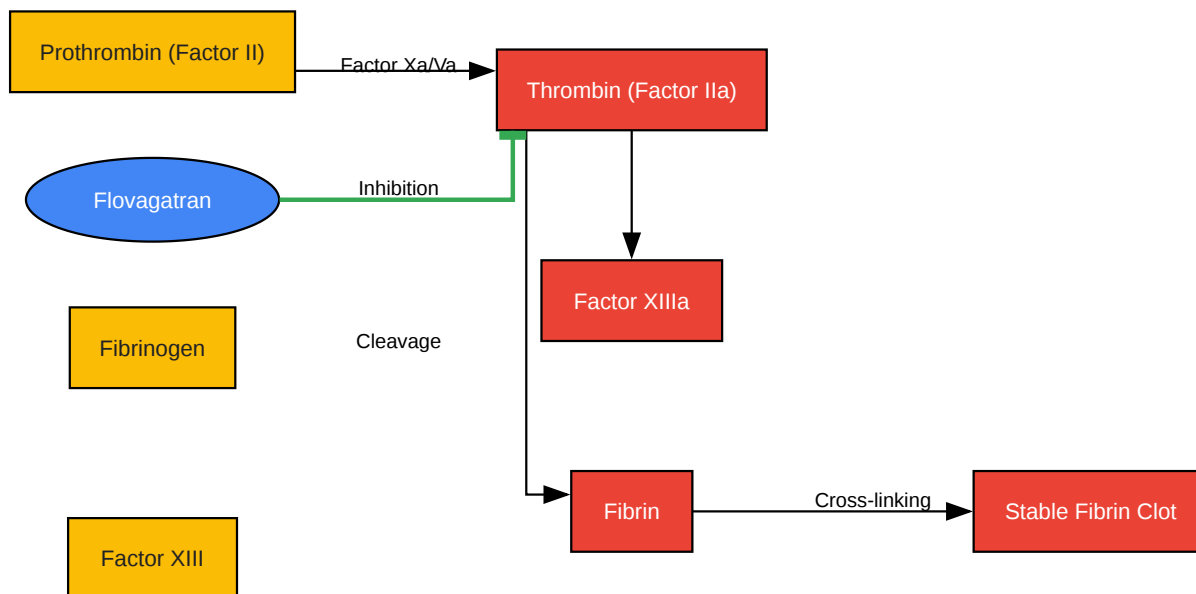 Prothrombin (Factor II)
Factor Xa/Va
Thrombin (Factor IIa)
Flovagatran
Inhibition
Factor XIIIa
Fibrinogen
Cleavage
Fibrin
Cross-linking
Stable Fibrin Clot
Factor XIII